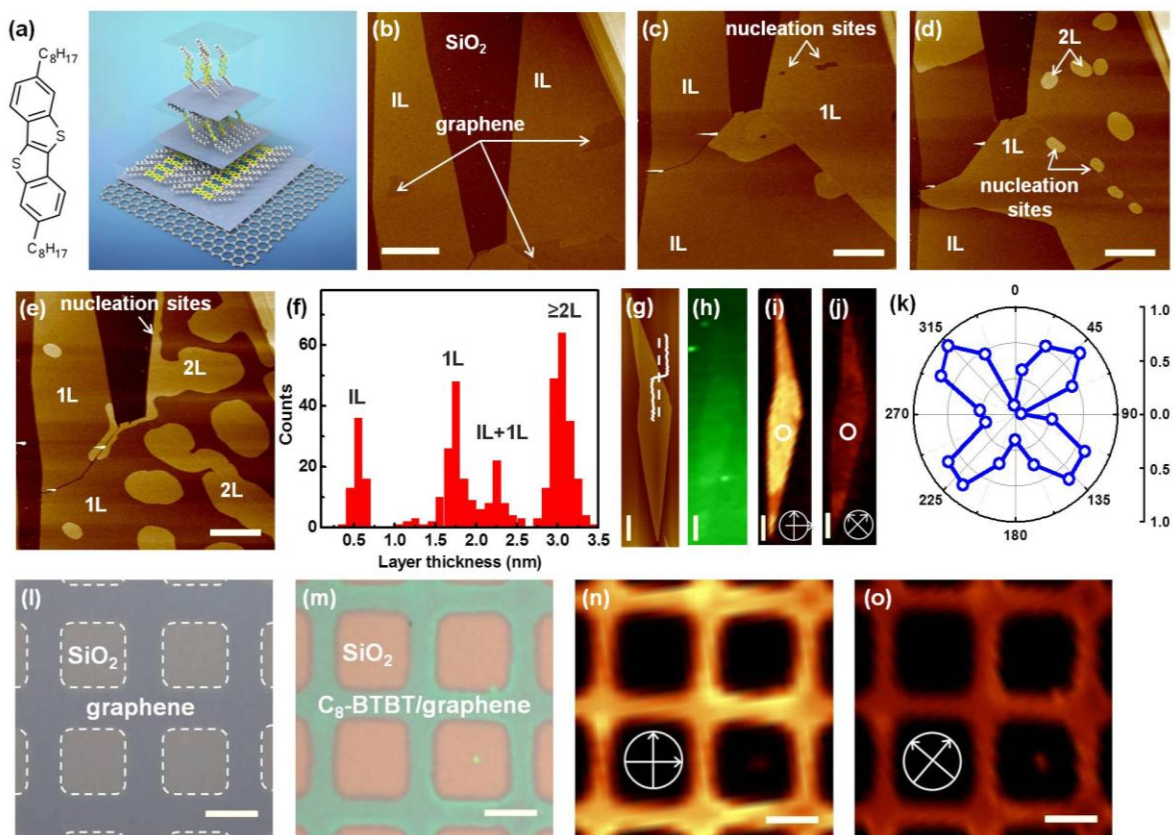 (a)
C8H17
S
S
C8H17
(b)
SiO2
IL
IL
graphene
(c)
nucleation sites
IL
1L
IL
(d)
2L
1L
nucleation
sites
IL
(e)
nucleation sites
1L
2L
1L
2L
(f)
Counts
60
40
20
0
IL
1L
IL+1L
≥2L
0.5 1.0 1.5 2.0 2.5 3.0 3.5
Layer thickness (nm)
(g)
(h)
(i)
(j)
(k)
0
45
90
135
180
225
270
315
1.0
0.5
0.0
0.5
1.0
(l)
SiO2
graphene
(m)
SiO2
C8-BTBT/graphene
(n)
(o)